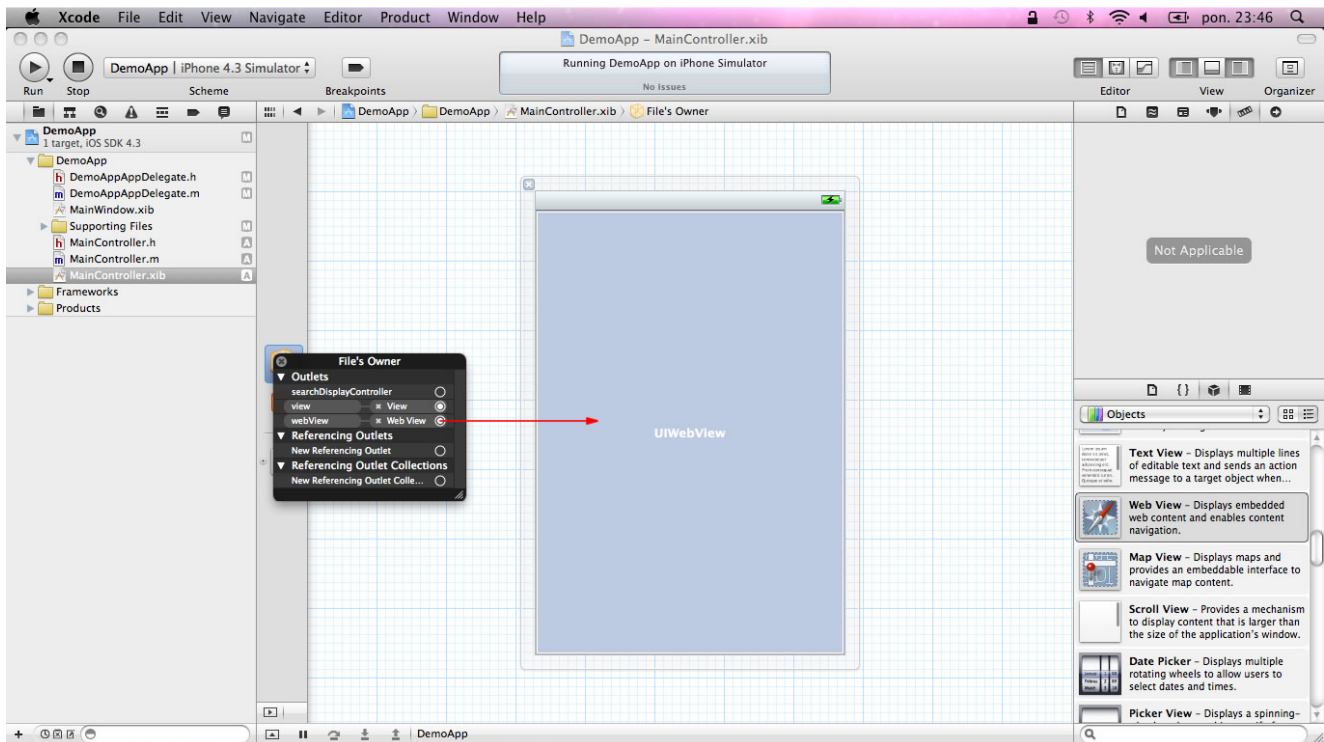 Xcode File Edit View Navigate Editor Product Window Help pon. 23:46
DemoApp – MainController.xib
DemoApp | iPhone 4.3 Simulator
Running DemoApp on iPhone Simulator
No Issues
Run Stop Scheme Breakpoints Editor View Organizer
DemoApp DemoApp MainController.xib File's Owner
DemoApp M
1 target, iOS SDK 4.3
DemoApp
h DemoAppAppDelegate.h M
m DemoAppAppDelegate.m M
MainWindow.xib
Supporting Files M
h MainController.h A
m MainController.m A
MainController.xib A
Frameworks
Products
File's Owner
Outlets
searchDisplayController
view View
webView Web View
Referencing Outlets
New Referencing Outlet
Referencing Outlet Collections
New Referencing Outlet Colle...
UIWebView
Not Applicable
{}
Objects
Text View – Displays multiple lines
of editable text and sends an action
message to a target object when...
Web View – Displays embedded
web content and enables content
navigation.
Map View – Displays maps and
provides an embeddable interface to
navigate map content.
Scroll View – Provides a mechanism
to display content that is larger than
the size of the application's window.
Date Picker – Displays multiple
rotating wheels to allow users to
select dates and times.
Picker View – Displays a spinning-
DemoApp